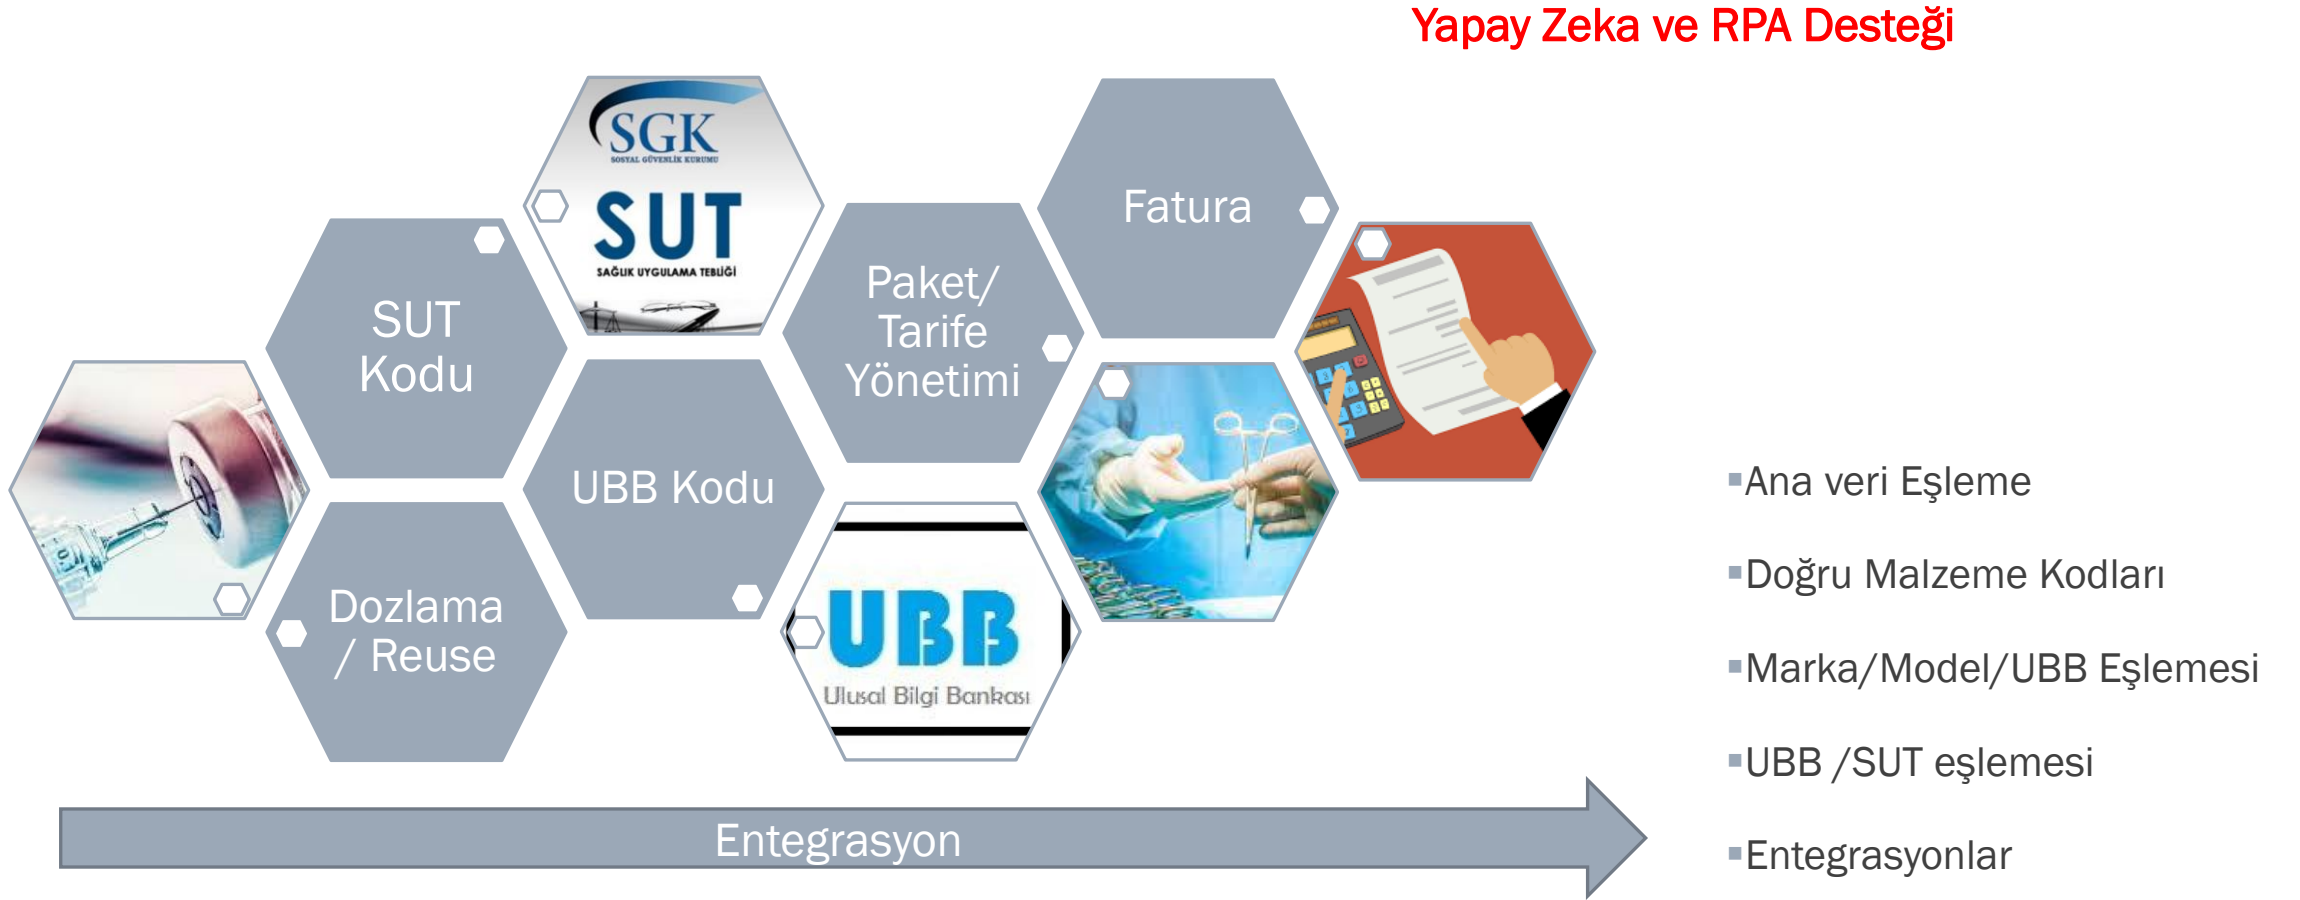 Yapay Zeka ve RPA Desteği
SGK
SOSYAL GÜVENLİK KURUMU
SUT
SAĞLIK UYGULAMA TEBLİĞİ
SUT
Kodu
Dozlama
/ Reuse
UBB Kodu
Paket/
Tarife
Yönetimi
Fatura
UBB
Ulusal Bilgi Bankası
Entegrasyon
▪Ana veri Eşleme
▪Doğru Malzeme Kodları
▪Marka/Model/UBB Eşlemesi
▪UBB /SUT eşlemesi
▪Entegrasyonlar